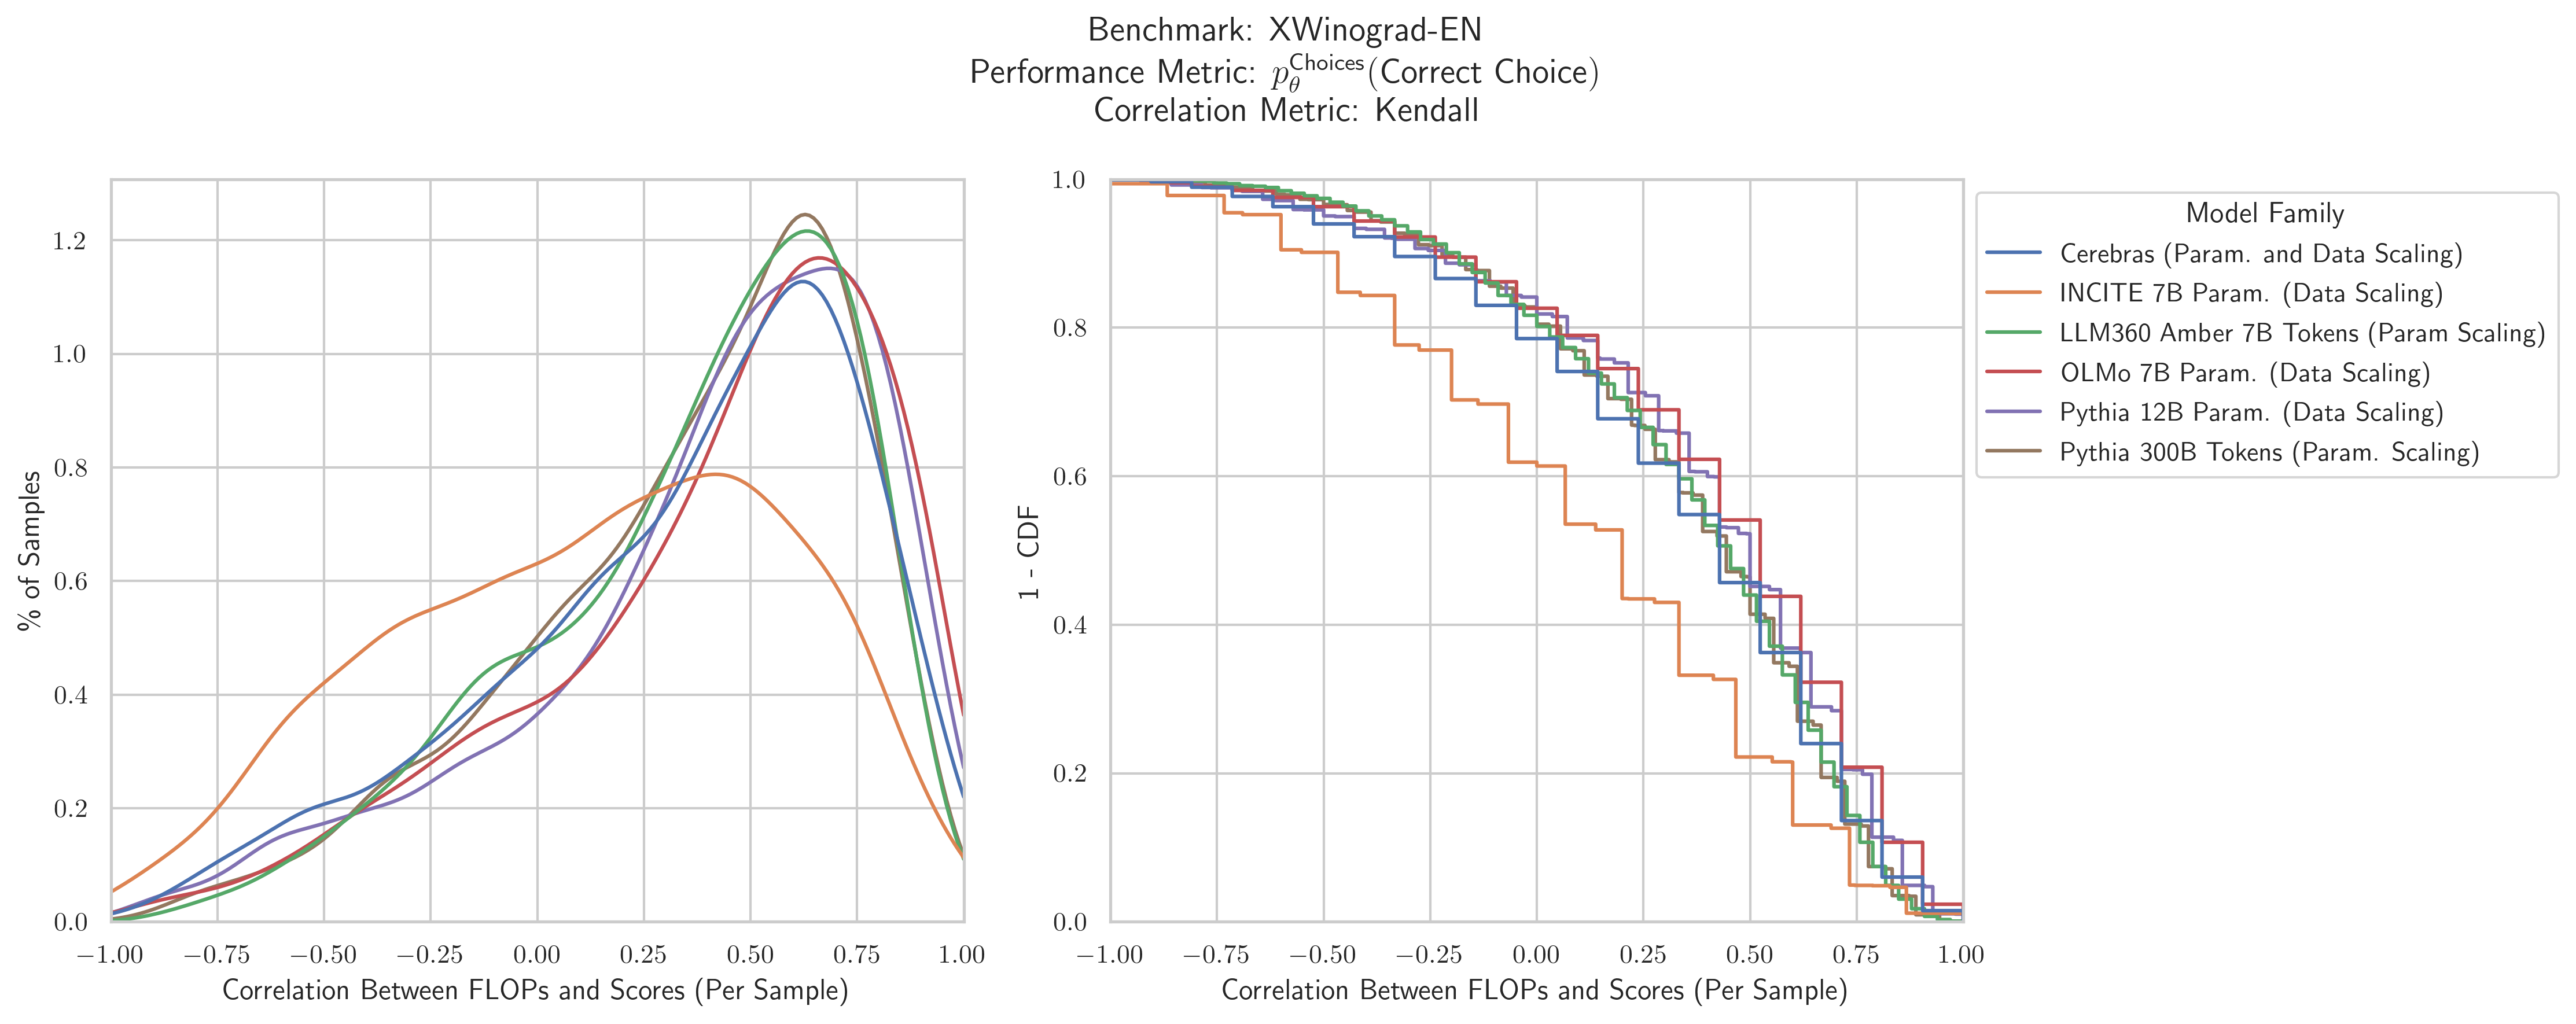 Benchmark: XWinograd-EN
Performance Metric: $p_\theta^{\text{Choices}}(\text{Correct Choice})$
Correlation Metric: Kendall
% of Samples
1.2
1.0
0.8
0.6
0.4
0.2
0.0
−1.00 −0.75 −0.50 −0.25 0.00 0.25 0.50 0.75 1.00
Correlation Between FLOPs and Scores (Per Sample)
1 - CDF
1.0
0.8
0.6
0.4
0.2
0.0
−1.00 −0.75 −0.50 −0.25 0.00 0.25 0.50 0.75 1.00
Correlation Between FLOPs and Scores (Per Sample)
Model Family
Cerebras (Param. and Data Scaling)
INCITE 7B Param. (Data Scaling)
LLM360 Amber 7B Tokens (Param Scaling)
OLMo 7B Param. (Data Scaling)
Pythia 12B Param. (Data Scaling)
Pythia 300B Tokens (Param. Scaling)